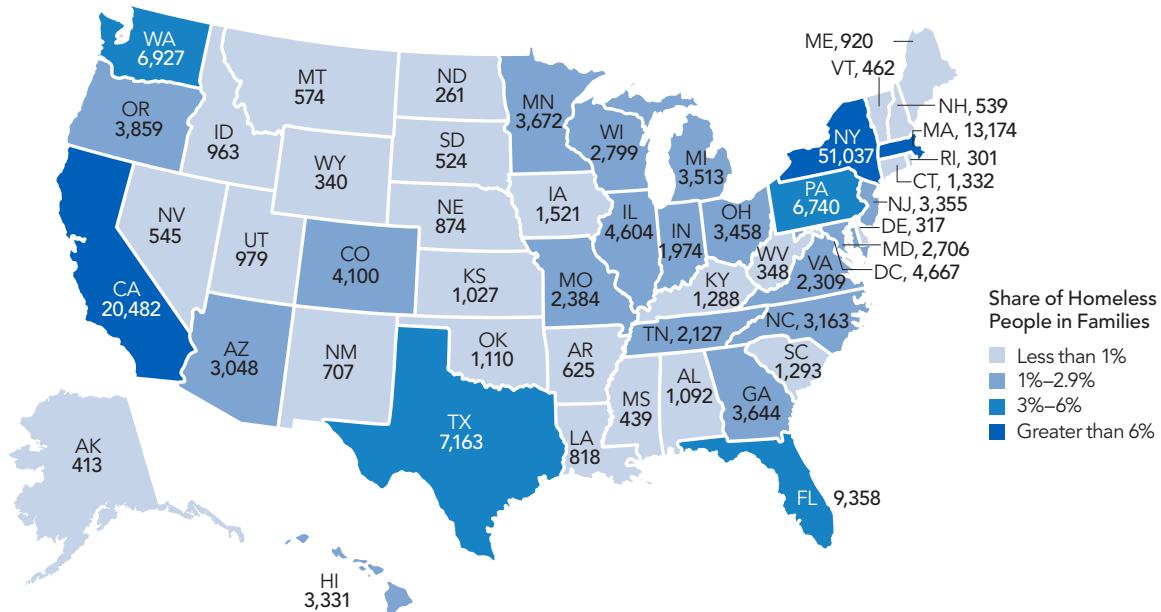 WA
6,927
OR
3,859
CA
20,482
ID
963
NV
545
MT
574
WY
340
UT
979
AZ
3,048
CO
4,100
NM
707
ND
261
SD
524
NE
874
KS
1,027
OK
1,110
TX
7,163
MN
3,672
IA
1,521
MO
2,384
AR
625
LA
818
WI
2,799
IL
4,604
MI
3,513
IN
1,974
OH
3,458
KY
1,288
TN, 2,127
MS
439
AL
1,092
GA
3,644
FL 9,358
SC
1,293
NC, 3,163
VA
2,309
WV
348
PA
6,740
NY
51,037
ME, 920
VT, 462
NH, 539
MA, 13,174
RI, 301
CT, 1,332
NJ, 3,355
DE, 317
MD, 2,706
DC, 4,667
AK
413
HI
3,331
Share of Homeless
People in Families
Less than 1%
1%–2.9%
3%–6%
Greater than 6%